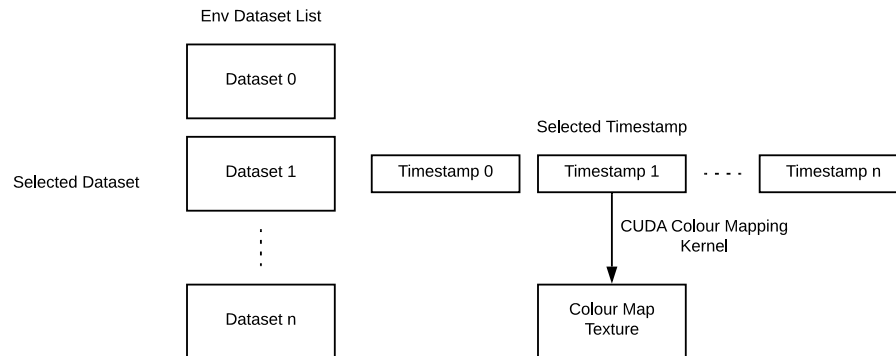 Env Dataset List
Dataset 0
Selected Timestamp
Dataset 1
Timestamp 0
Timestamp 1
Timestamp n
Selected Dataset
CUDA Colour Mapping
Kernel
Dataset n
Colour Map
Texture